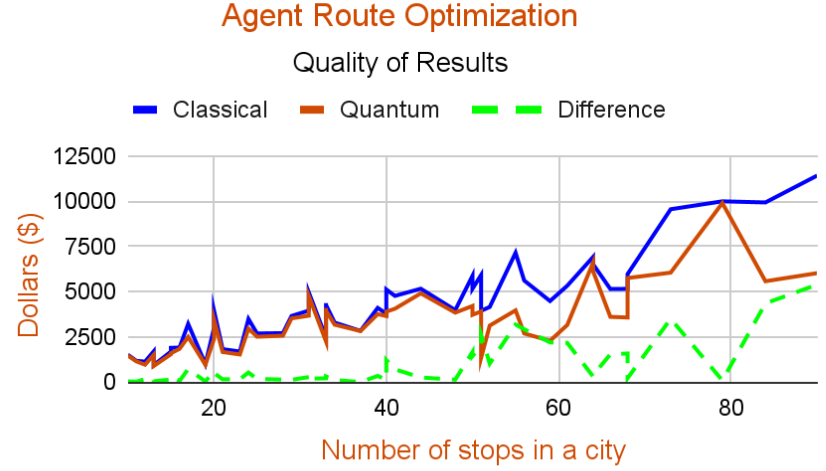 Agent Route Optimization
Quality of Results
Classical Quantum Difference
12500
10000
7500
5000
2500
0
Dollars ($)
20 40 60 80
Number of stops in a city